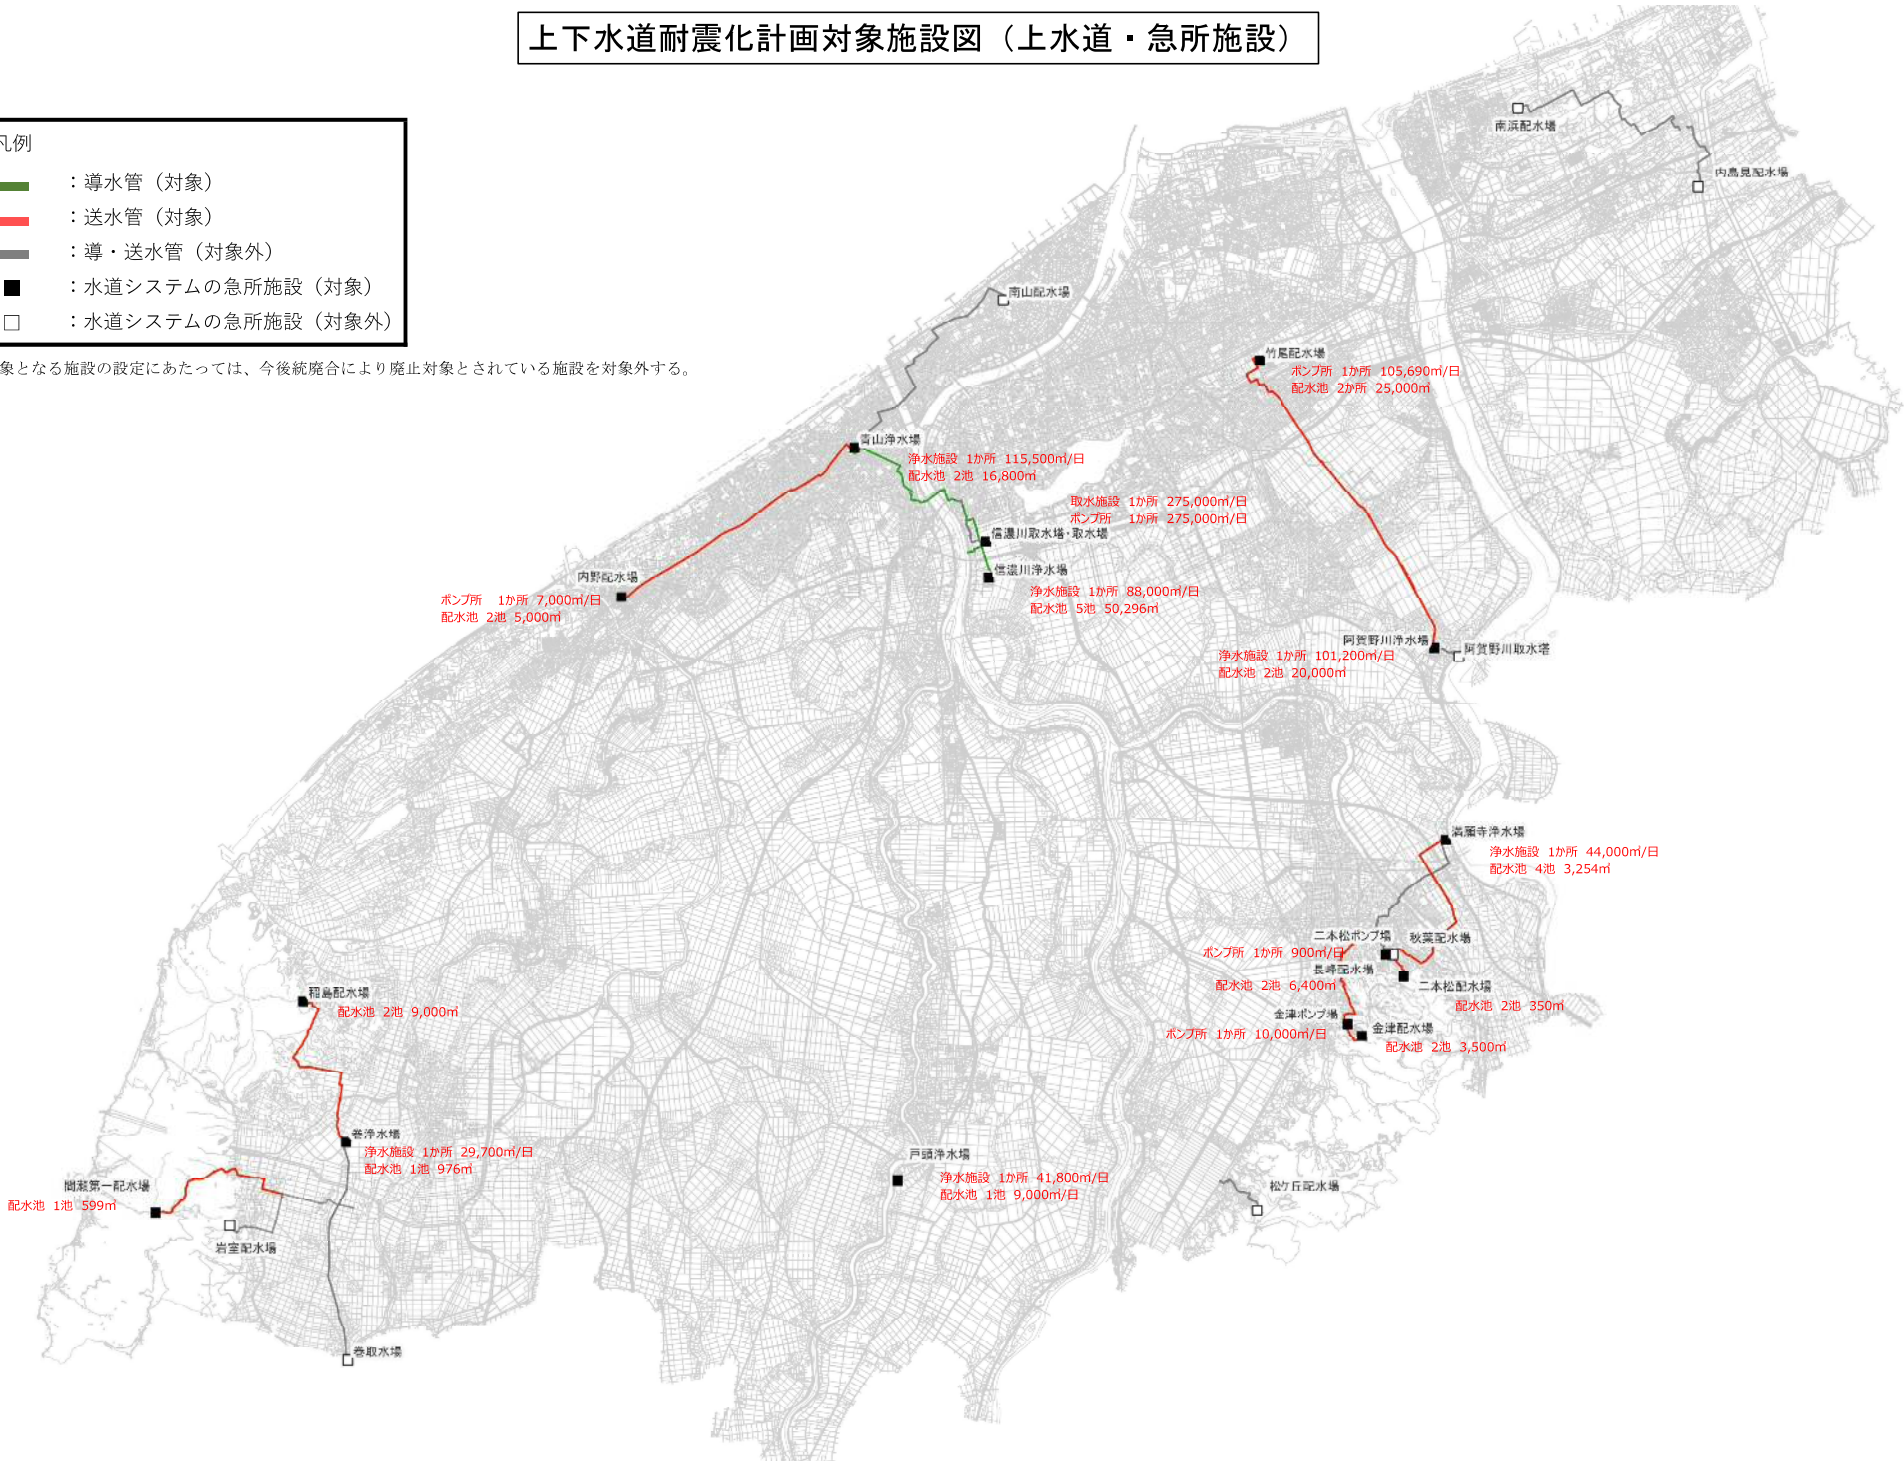 上下水道耐震化計画対象施設図（上水道・急所施設）
凡例
：導水管（対象）
：送水管（対象）
：導・送水管（対象外）
：水道システムの急所施設（対象）
：水道システムの急所施設（対象外）
象となる施設の設定にあたっては、今後統廃合により廃止対象とされている施設を対象外する。
南浜配水場
内島見配水場
南山配水場
竹尾配水場
ポンプ所 1か所 105,690㎥/日
配水池 2か所 25,000㎥
青山浄水場
浄水施設 1か所 115,500㎥/日
配水池 2池 16,800㎥
取水施設 1か所 275,000㎥/日
ポンプ所 1か所 275,000㎥/日
信濃川取水塔・取水場
信濃川浄水場
浄水施設 1か所 88,000㎥/日
配水池 5池 50,296㎥
内野配水場
ポンプ所 1か所 7,000㎥/日
配水池 2池 5,000㎥
阿賀野川浄水場
阿賀野川取水塔
浄水施設 1か所 101,200㎥/日
配水池 2池 20,000㎥
満願寺浄水場
浄水施設 1か所 44,000㎥/日
配水池 4池 3,254㎥
二本松ポンプ場
秋葉配水場
ポンプ所 1か所 900㎥/日
長峰配水場
配水池 2池 6,400㎥
二本松配水場
配水池 2池 350㎥
金津ポンプ場
ポンプ所 1か所 10,000㎥/日
金津配水場
配水池 2池 3,500㎥
稲島配水場
配水池 2池 9,000㎥
巻浄水場
浄水施設 1か所 29,700㎥/日
配水池 1池 976㎥
戸頭浄水場
浄水施設 1か所 41,800㎥/日
配水池 1池 9,000㎥/日
間瀬第一配水場
配水池 1池 599㎥
岩室配水場
松ケ丘配水場
巻取水場